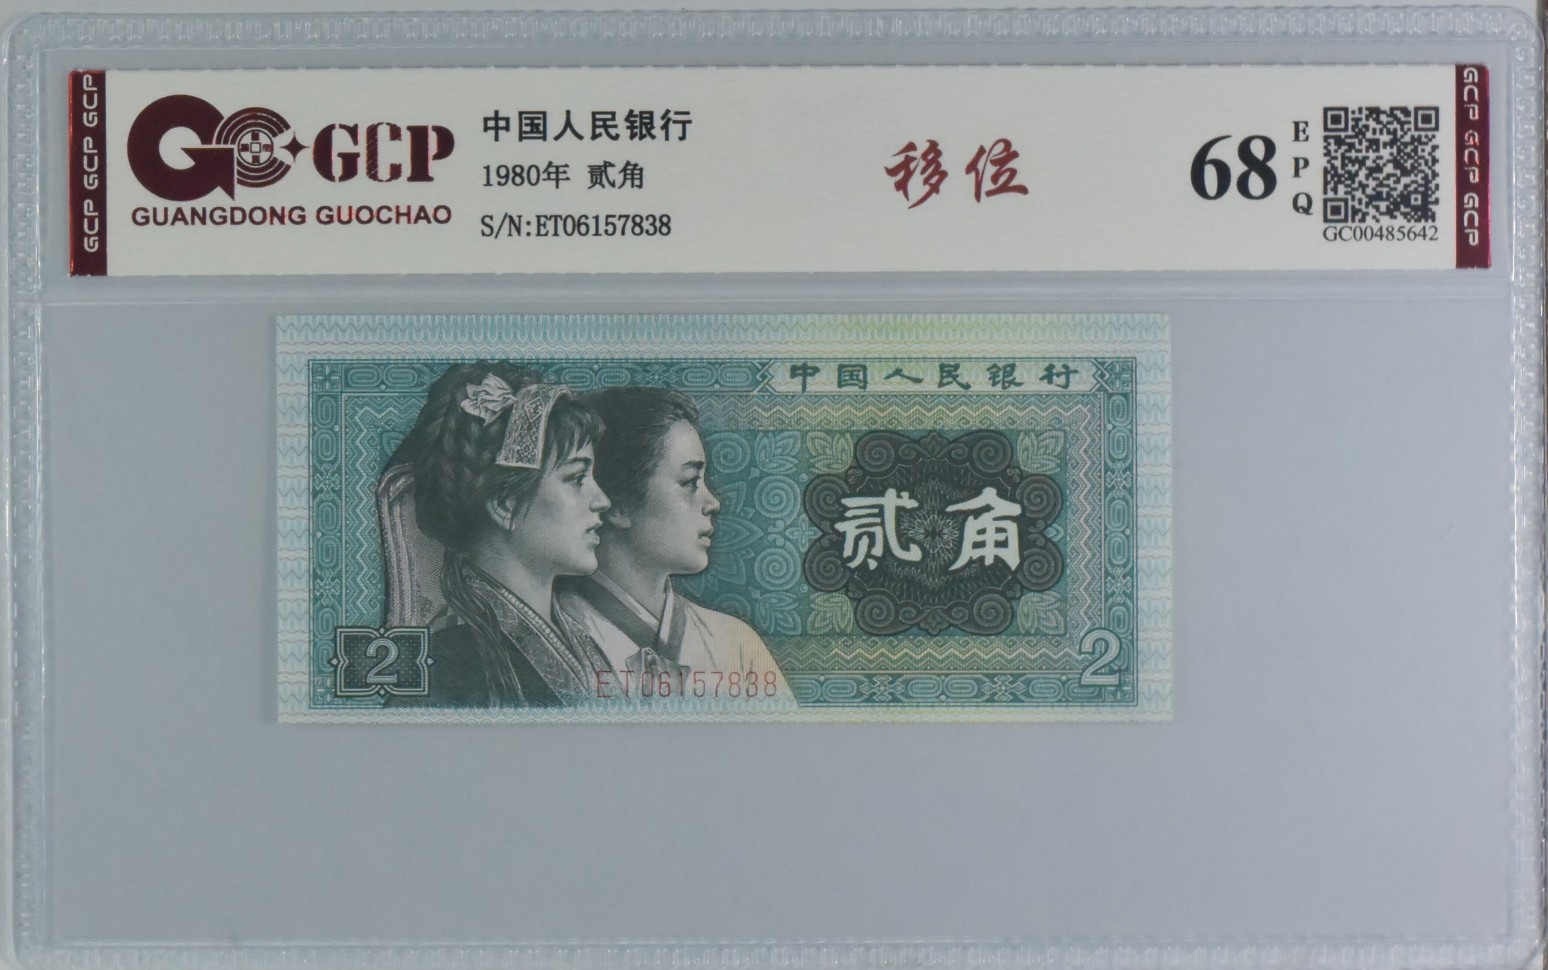 GCP GCP GCP
GCP
GUANGDONG GUOCHAO
中国人民银行
1980年 贰角
S/N:ET06157838
移位
68
E
P
Q
GC00485642
GCP GCP GCP
中国人民银行
贰角
2
2
ET06157838